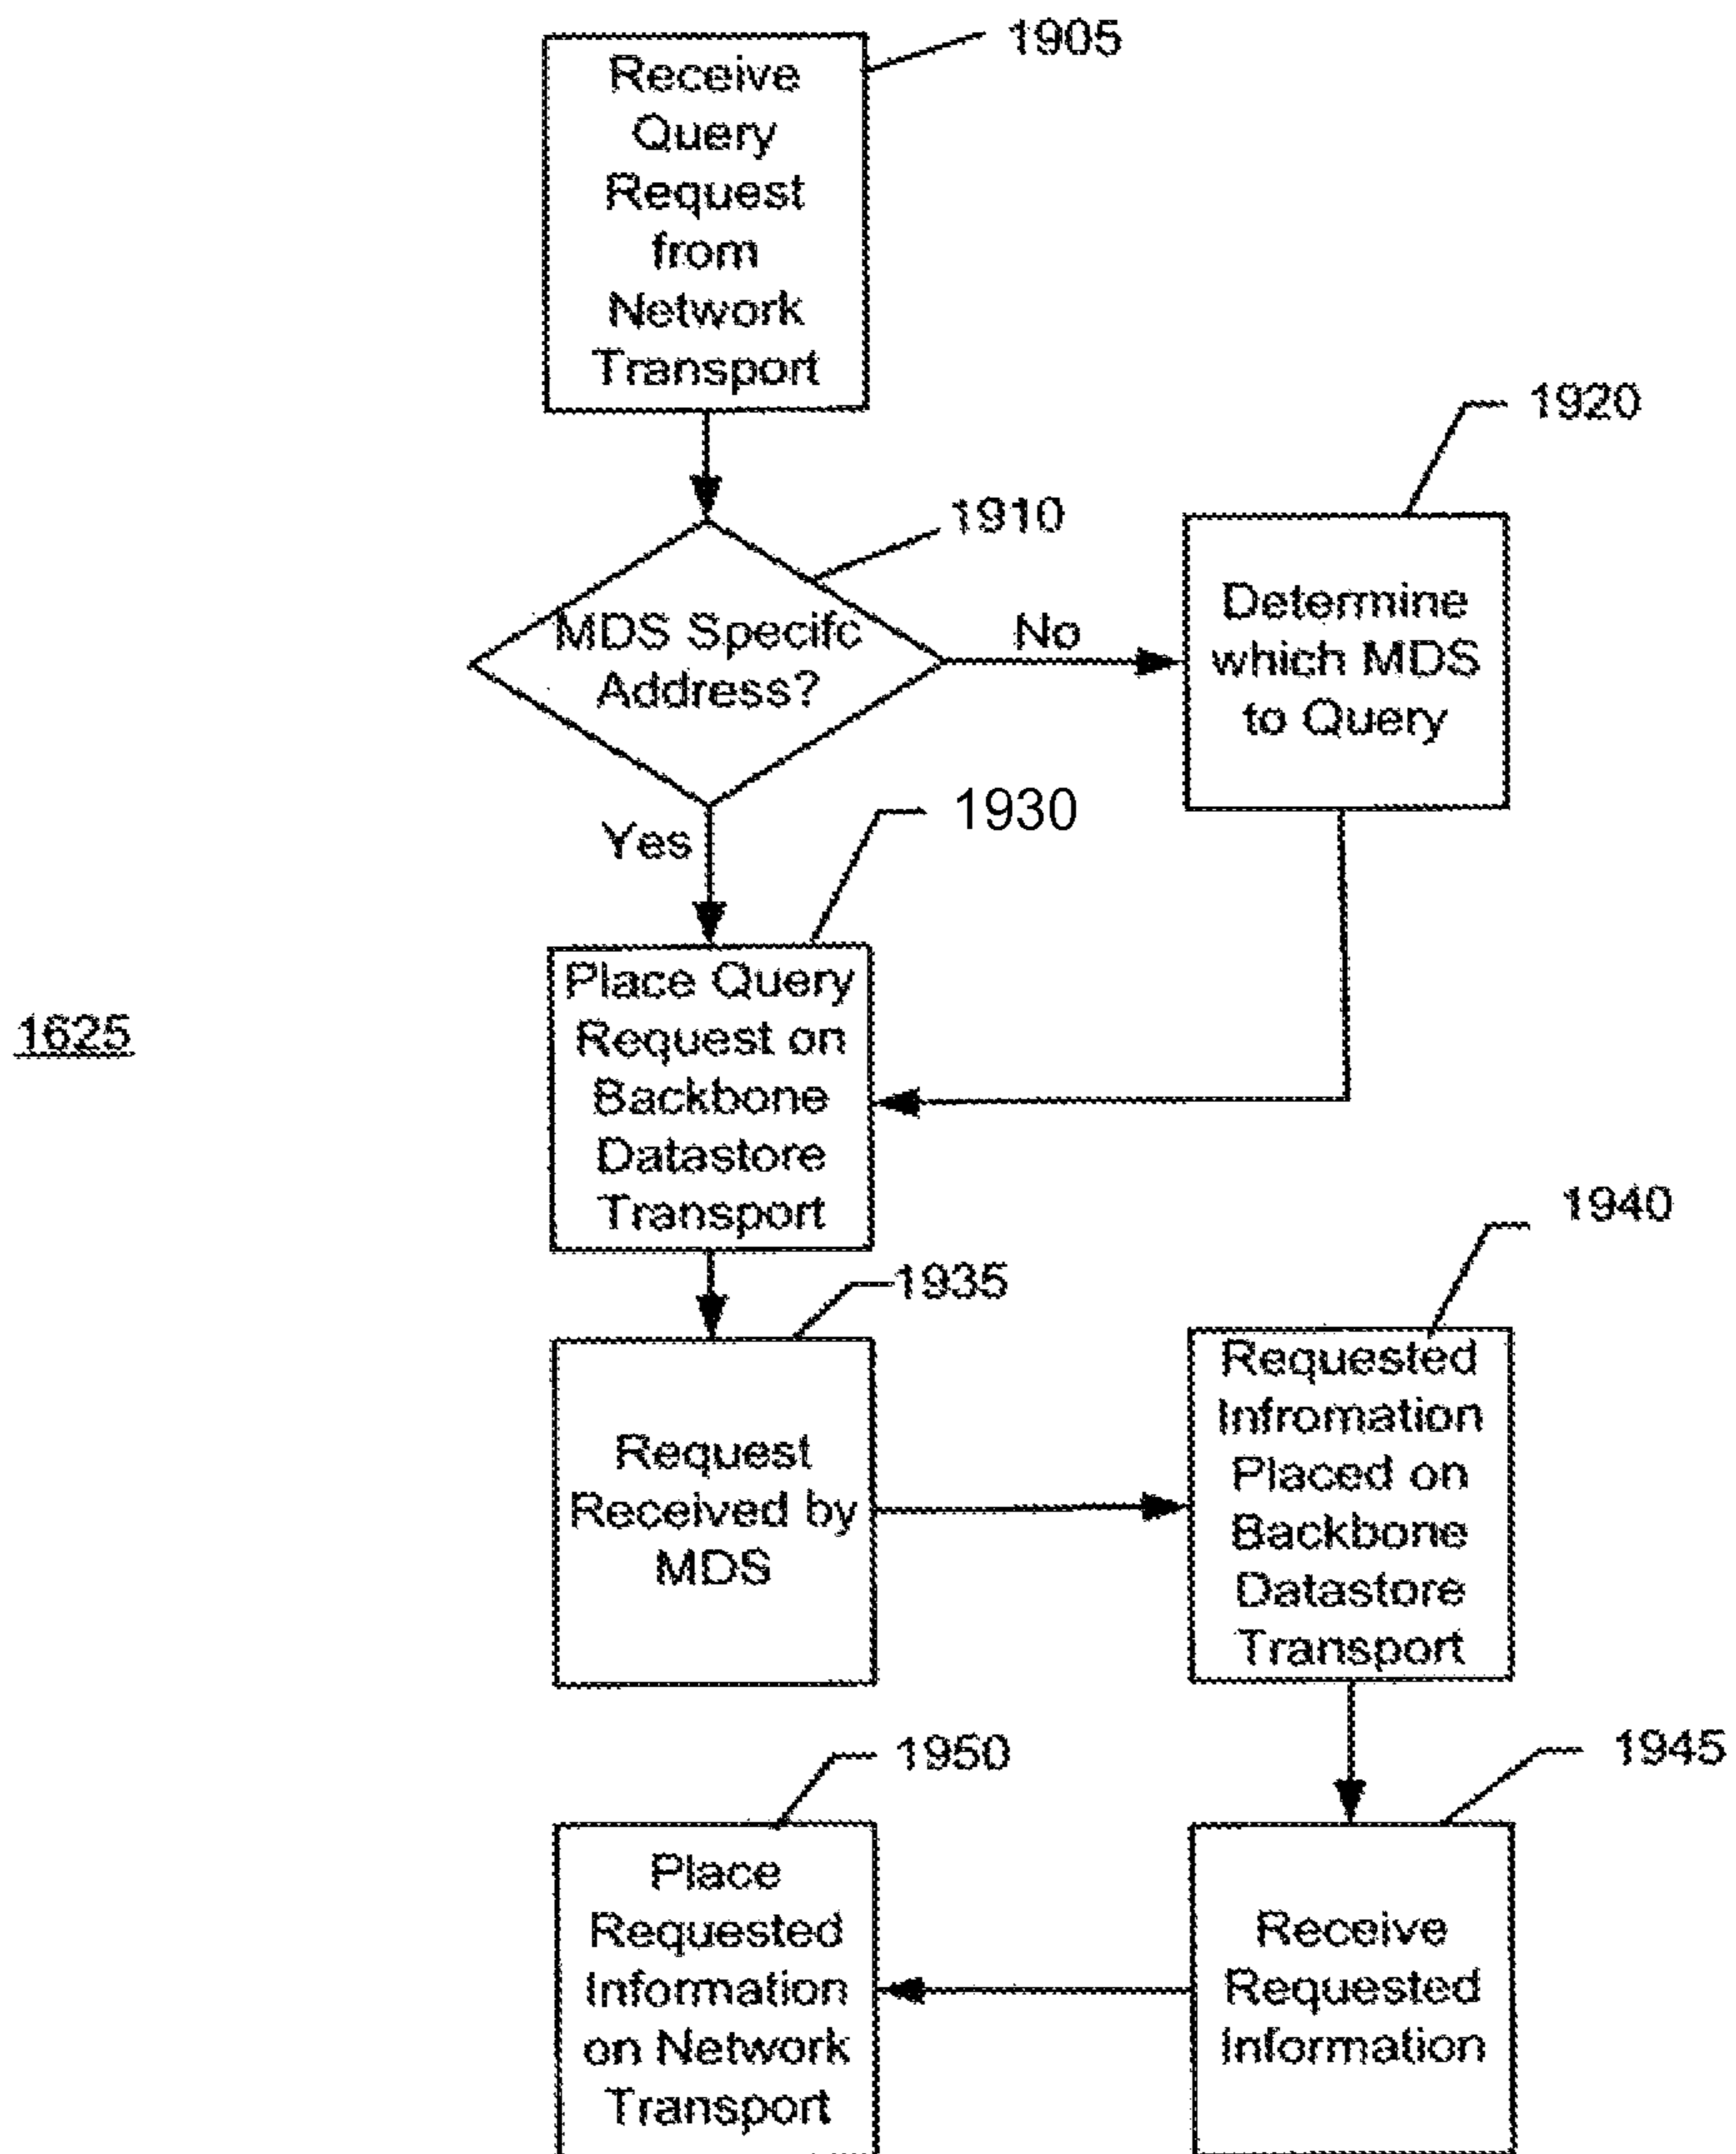 1905
Receive
Query
Request
from
Network
Transport
1910
MDS Specifc
Address?
No
Yes
1920
Determine
which MDS
to Query
1930
Place Query
Request on
Backbone
Datastore
Transport
1625
1935
Request
Received by
MDS
1940
Requested
Infromation
Placed on
Backbone
Datastore
Transport
1945
Receive
Requested
Information
1950
Place
Requested
Information
on Network
Transport